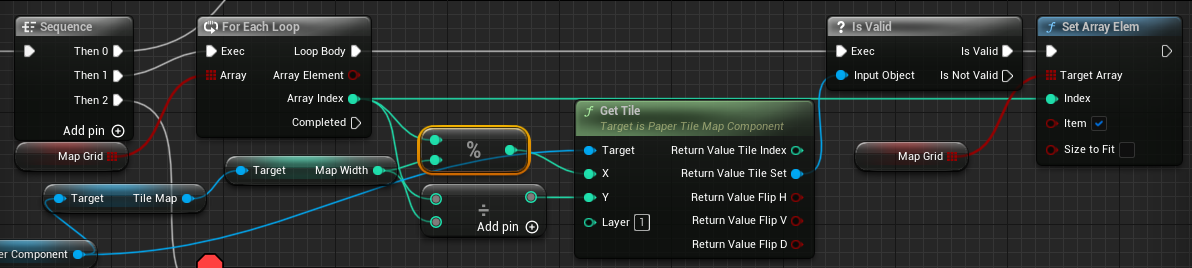 Sequence
Then 0
Then 1
Then 2
Add pin
Map Grid
Target Tile Map
er Component
For Each Loop
Exec Loop Body
Array Array Element
Array Index
Completed
Target Map Width
%
÷
Add pin
Get Tile
Target is Paper Tile Map Component
Target Return Value Tile Index
X Return Value Tile Set
Y Return Value Flip H
Layer 1 Return Value Flip V
Return Value Flip D
? Is Valid
Exec Is Valid
Input Object Is Not Valid
Map Grid
f Set Array Elem
Target Array
Index
Item
Size to Fit